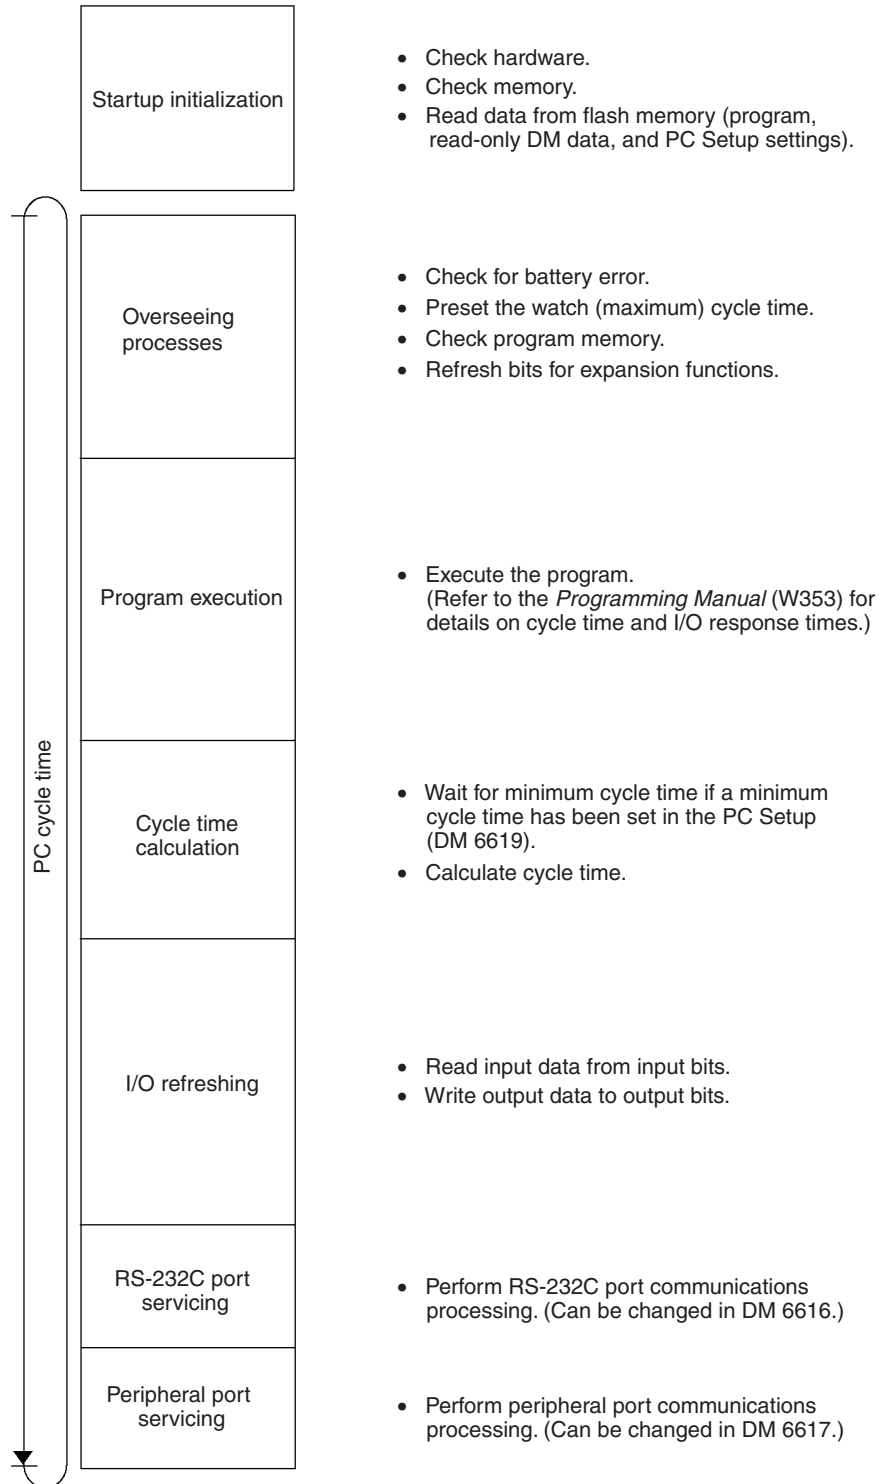 Startup initialization
• Check hardware.
• Check memory.
• Read data from flash memory (program,
read-only DM data, and PC Setup settings).
PC cycle time
Overseeing
processes
• Check for battery error.
• Preset the watch (maximum) cycle time.
• Check program memory.
• Refresh bits for expansion functions.
Program execution
• Execute the program.
(Refer to the Programming Manual (W353) for
details on cycle time and I/O response times.)
Cycle time
calculation
• Wait for minimum cycle time if a minimum
cycle time has been set in the PC Setup
(DM 6619).
• Calculate cycle time.
I/O refreshing
• Read input data from input bits.
• Write output data to output bits.
RS-232C port
servicing
• Perform RS-232C port communications
processing. (Can be changed in DM 6616.)
Peripheral port
servicing
• Perform peripheral port communications
processing. (Can be changed in DM 6617.)